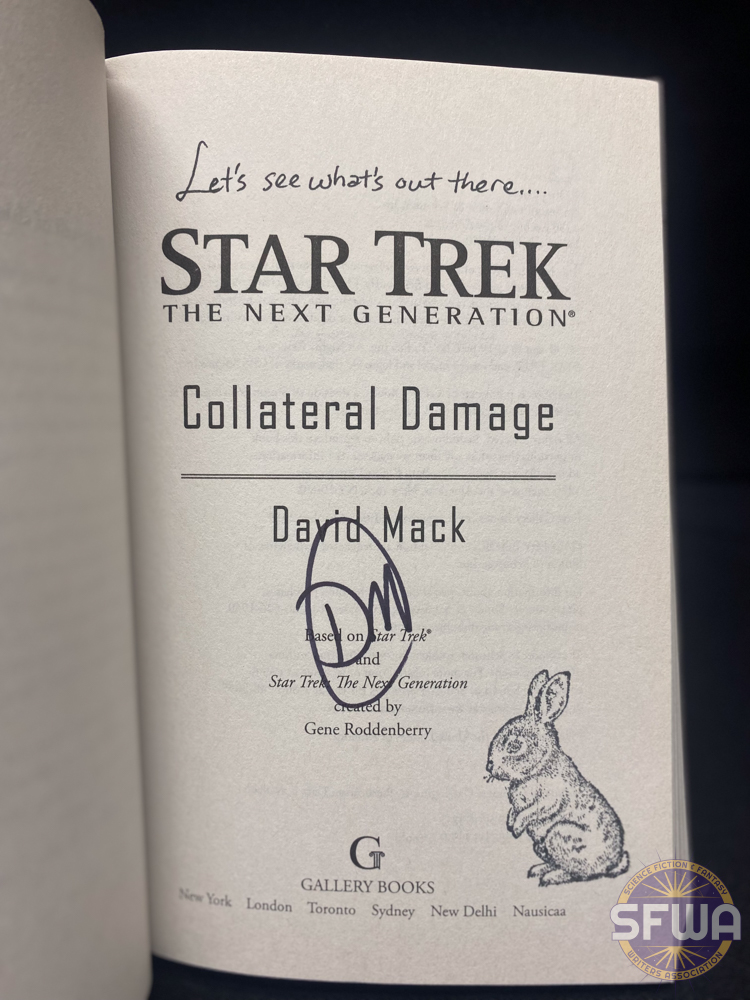 Let's see what's out there....
STAR TREK
THE NEXT GENERATION®
Collateral Damage
David Mack
DM
Based on Star Trek®
and
Star Trek: The Next Generation
created by
Gene Roddenberry
G
GALLERY BOOKS
New York London Toronto Sydney New Delhi Nausicaa
SCIENCE FICTION & FANTASY
SFWA
WRITERS ASSOCIATION